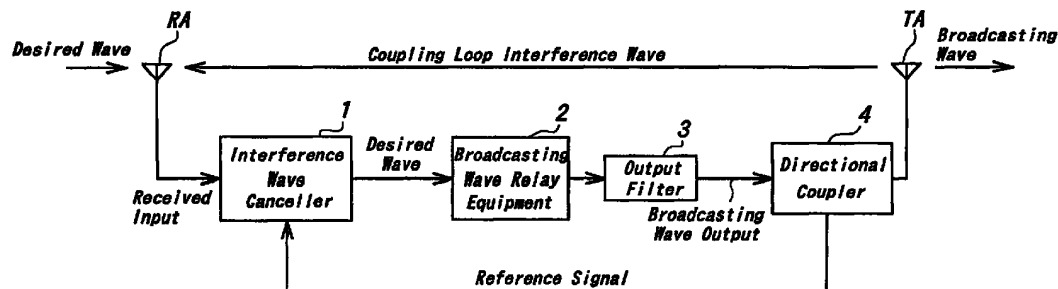 RA
TA
Desired Wave
Coupling Loop Interference Wave
Broadcasting
Wave
1
Interference
Wave
Canceller
Desired
Wave
2
Broadcasting
Wave Relay
Equipment
3
Output
Filter
4
Directional
Coupler
Received
Input
Broadcasting
Wave Output
Reference Signal